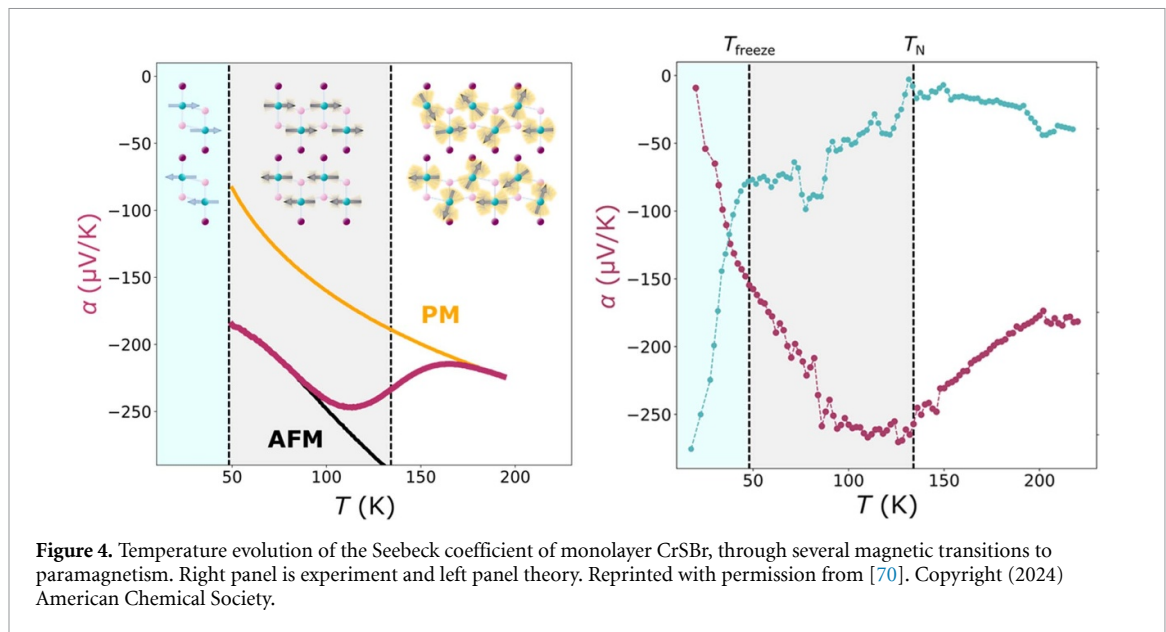 T_freeze
T_N
0
−50
−100
−150
−200
−250
α (μV/K)
PM
AFM
50
100
150
200
T (K)
0
−50
−100
−150
−200
−250
α (μV/K)
50
100
150
200
T (K)
Figure 4. Temperature evolution of the Seebeck coefficient of monolayer CrSBr, through several magnetic transitions to
paramagnetism. Right panel is experiment and left panel theory. Reprinted with permission from [70]. Copyright (2024)
American Chemical Society.